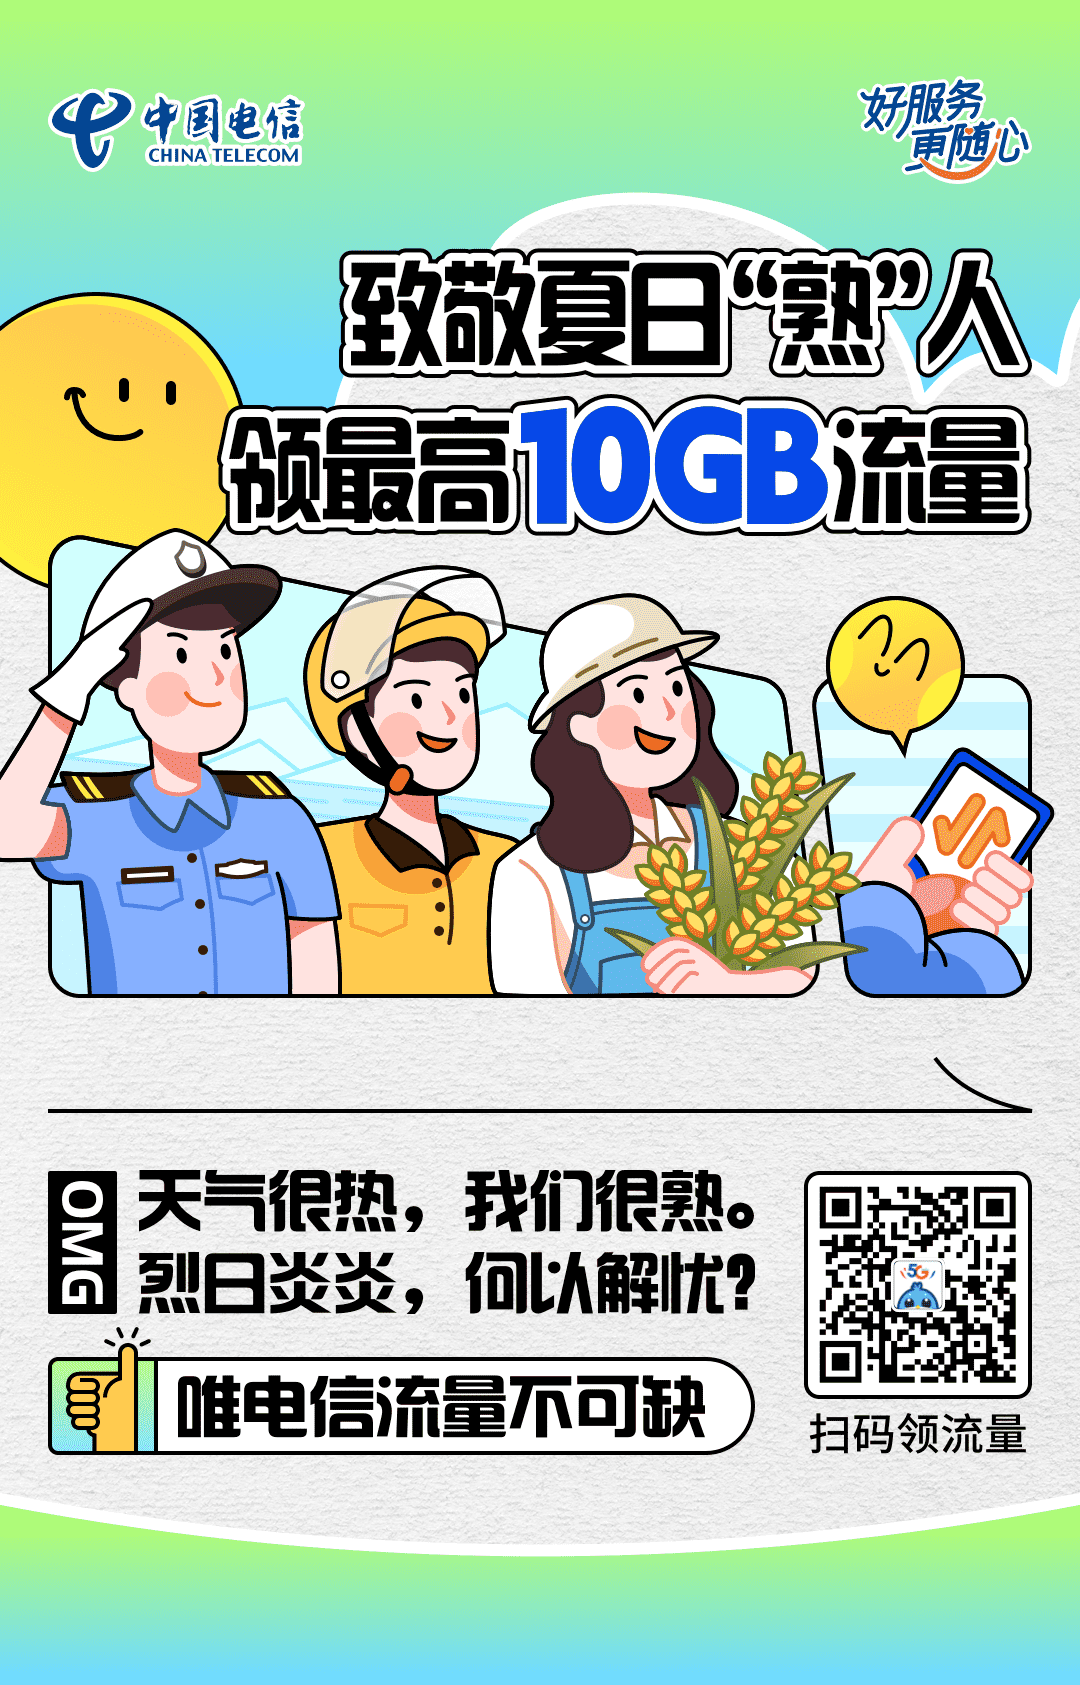 中国电信
CHINA TELECOM
好服务
更随心
致敬夏日“熟”人
领最高10GB流量
OMG
天气很热，我们很熟。
烈日炎炎，何以解忧？
唯电信流量不可缺
5G
扫码领流量